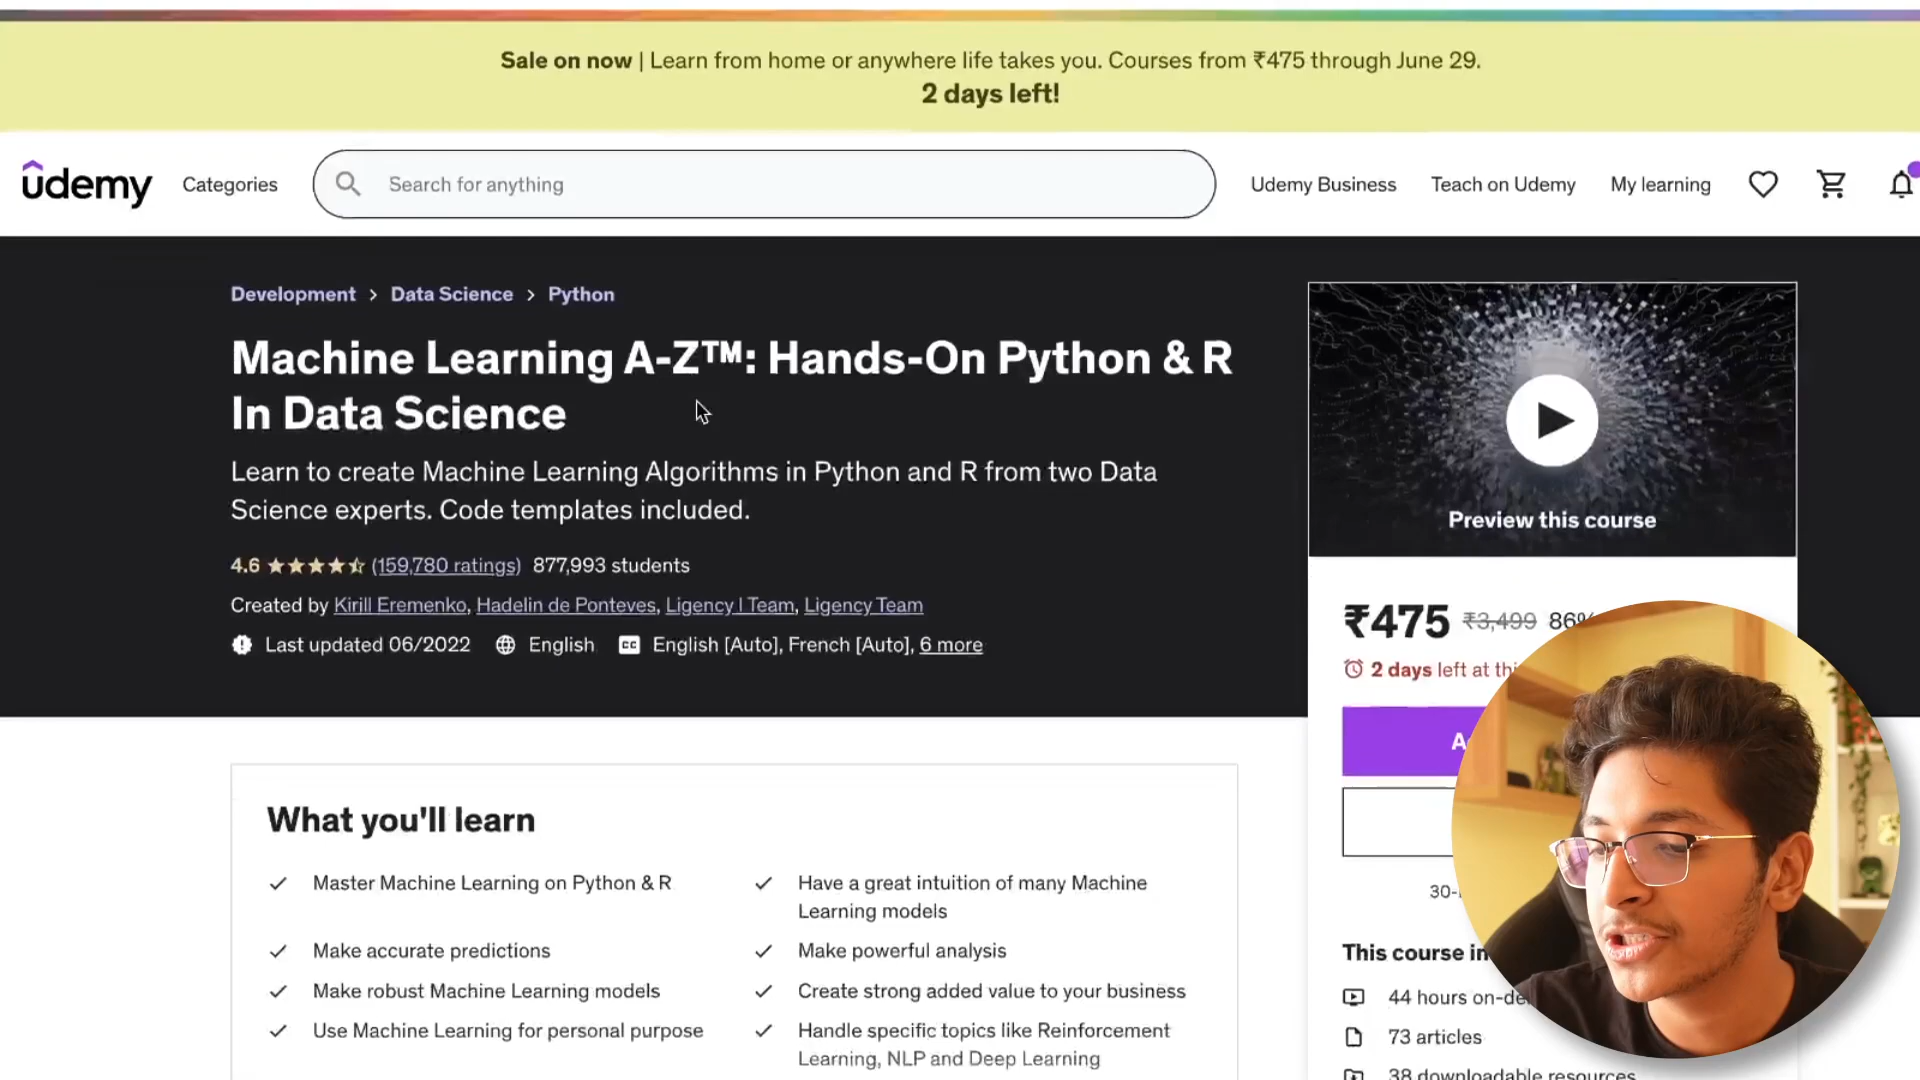 Sale on now | Learn from home or anywhere life takes you. Courses from ₹475 through June 29.
2 days left!
udemy
Categories
Search for anything
Udemy Business
Teach on Udemy
My learning
Development > Data Science > Python
Machine Learning A-Z™: Hands-On Python & R
In Data Science
Learn to create Machine Learning Algorithms in Python and R from two Data
Science experts. Code templates included.
4.6 (159,780 ratings) 877,993 students
Created by Kirill Eremenko, Hadelin de Ponteves, Ligency I Team, Ligency Team
Last updated 06/2022 English CC English [Auto], French [Auto], 6 more
Preview this course
₹475 ₹3,499 86%
2 days left at
What you'll learn
Master Machine Learning on Python & R
Have a great intuition of many Machine
Learning models
Make accurate predictions
Make powerful analysis
Make robust Machine Learning models
Create strong added value to your business
Use Machine Learning for personal purpose
Handle specific topics like Reinforcement
Learning, NLP and Deep Learning
30-
This course
44 hours
73 articles
38 downloadable resources